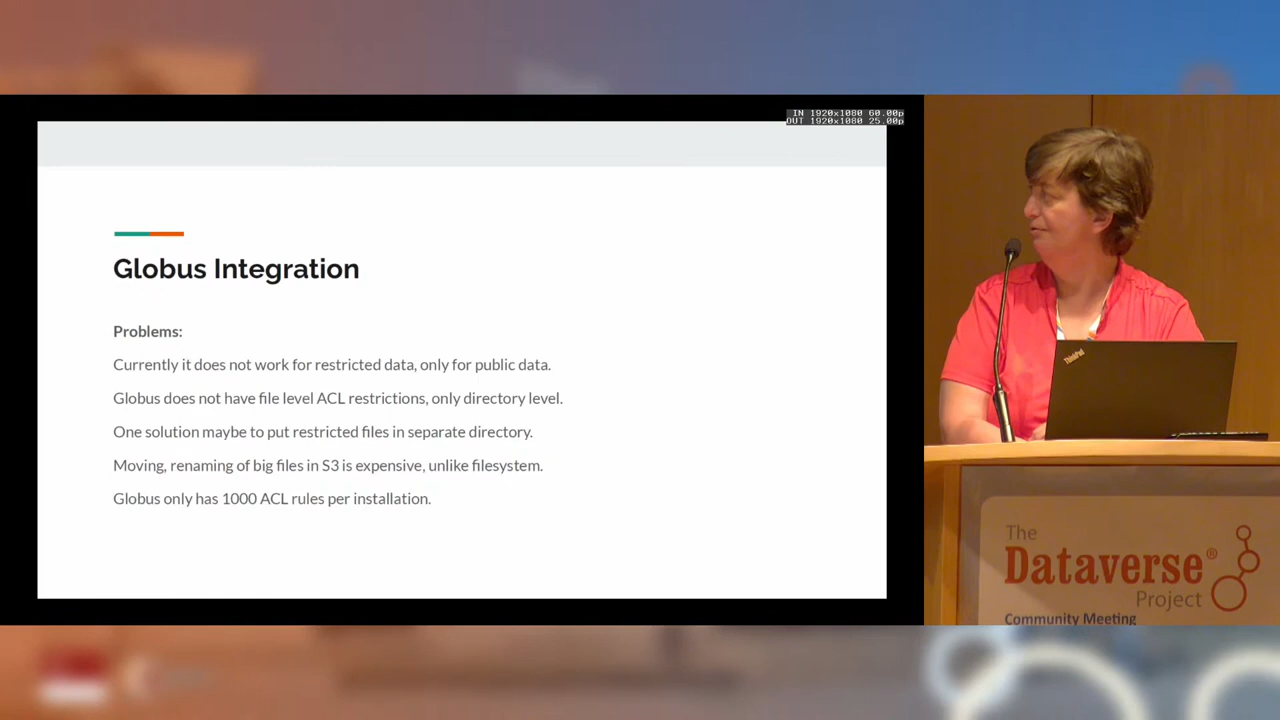 IN 1920x1080 60.00p
OUT 1920x1080 25.00p
Globus Integration
Problems:
Currently it does not work for restricted data, only for public data.
Globus does not have file level ACL restrictions, only directory level.
One solution maybe to put restricted files in separate directory.
Moving, renaming of big files in S3 is expensive, unlike filesystem.
Globus only has 1000 ACL rules per installation.
ThinkPad
The
Dataverse®
Project
Community Meeting